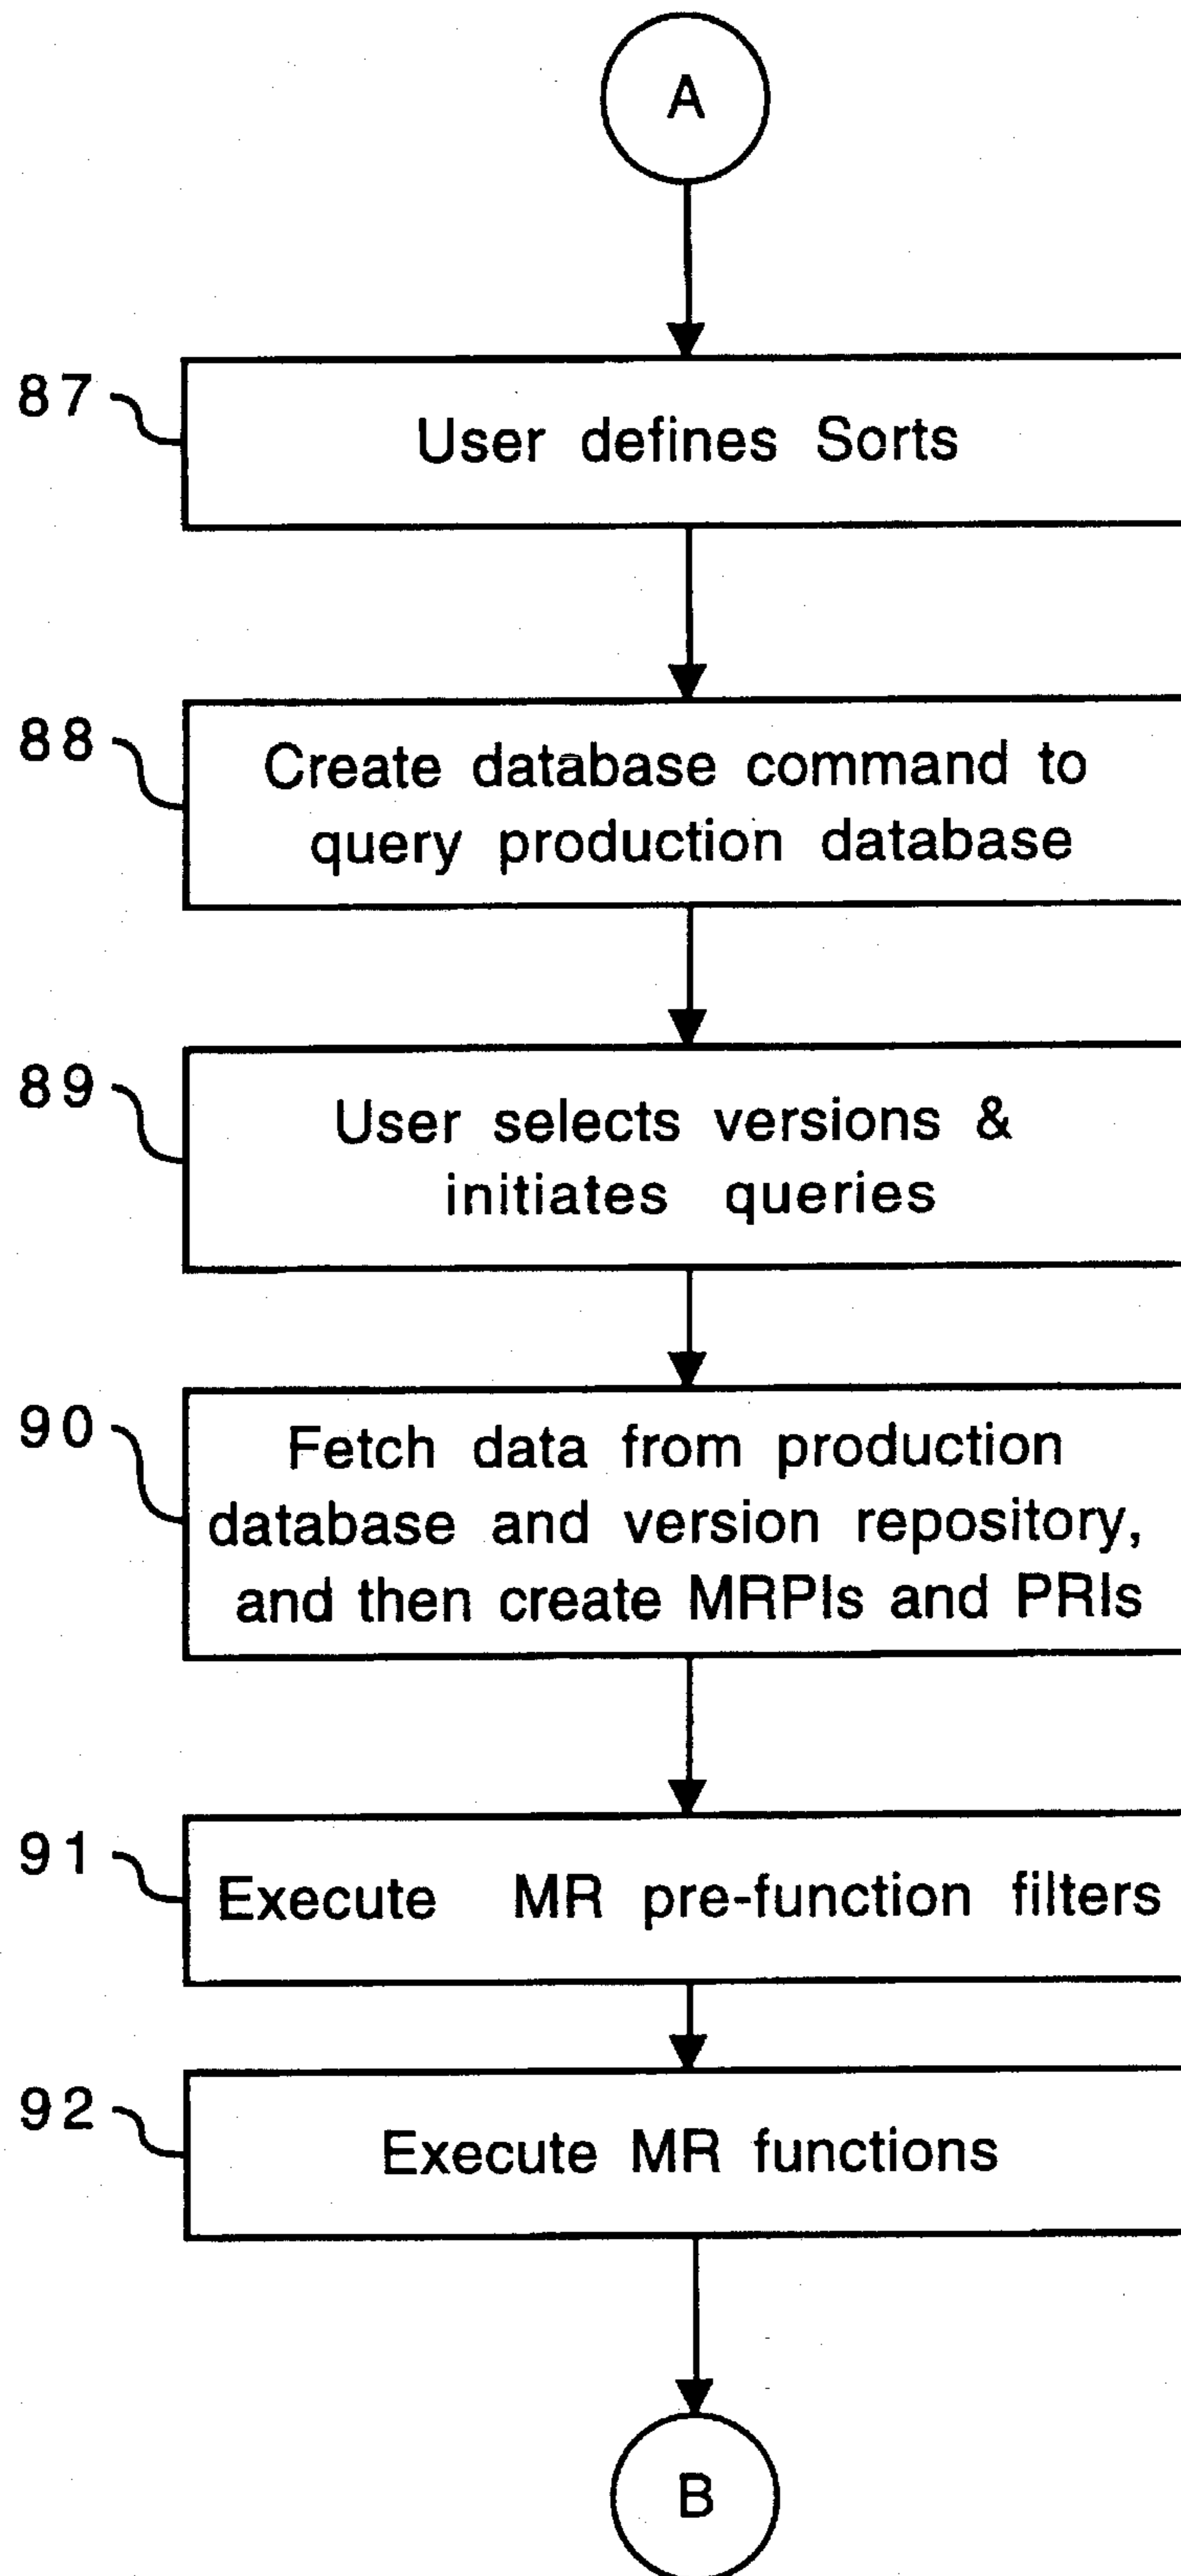 A
87
User defines Sorts
88
Create database command to
query production database
89
User selects versions &
initiates queries
90
Fetch data from production
database and version repository,
and then create MRPIs and PRIs
91
Execute MR pre-function filters
92
Execute MR functions
B